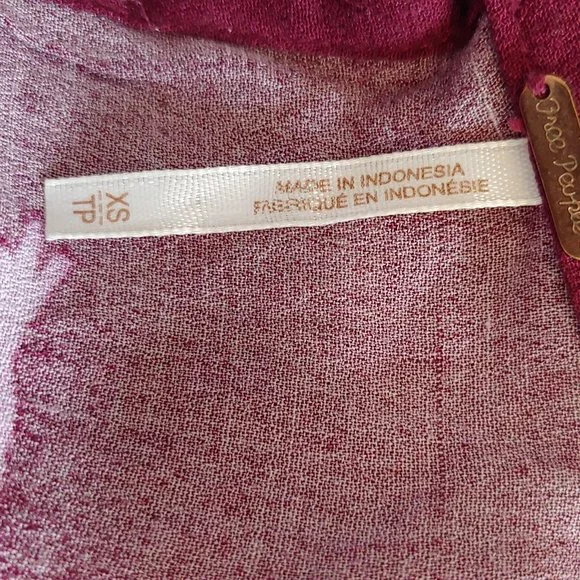 XS
TP
MADE IN INDONESIA
FABRIQUÉ EN INDONÉSIE
Free People